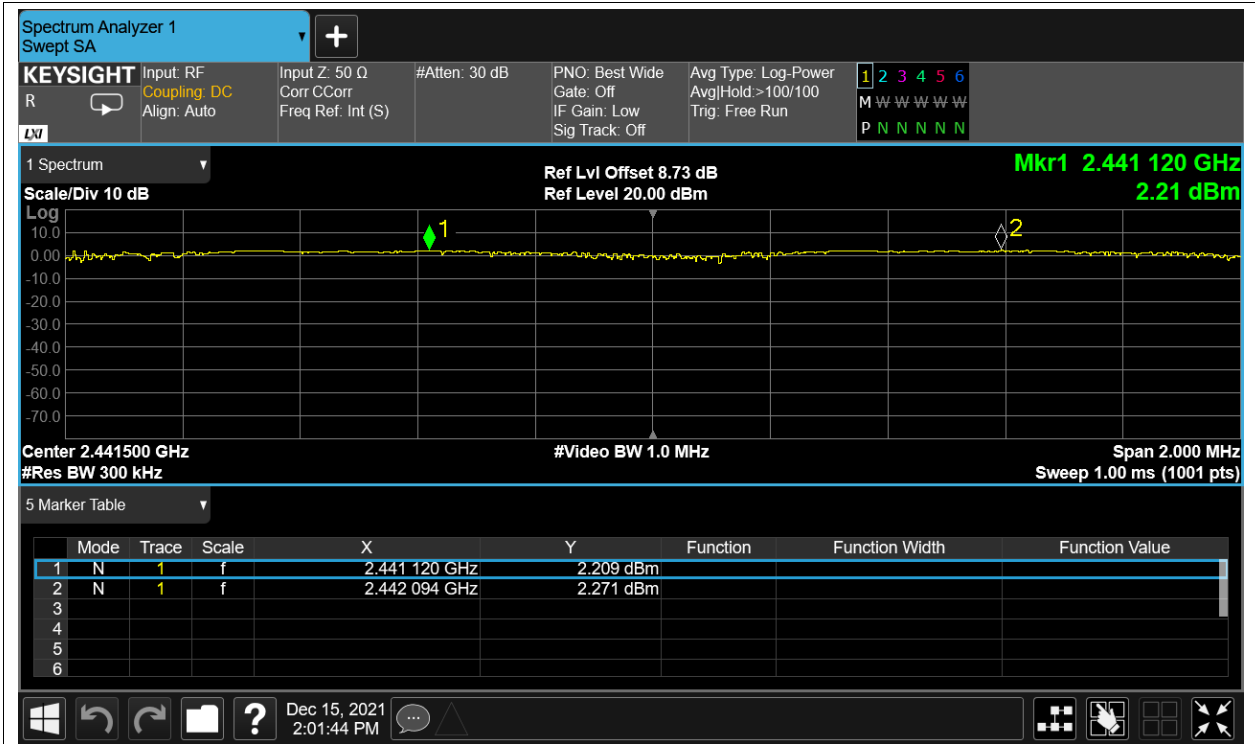 Spectrum Analyzer 1
Swept SA
KEYSIGHT
R
LXI
Input: RF
Coupling: DC
Align: Auto
Input Z: 50 Ω
Corr CCorr
Freq Ref: Int (S)
#Atten: 30 dB
PNO: Best Wide
Gate: Off
IF Gain: Low
Sig Track: Off
Avg Type: Log-Power
Avg|Hold:>100/100
Trig: Free Run
1 2 3 4 5 6
M W W W W W
P N N N N N
1 Spectrum
Scale/Div 10 dB
Ref Lvl Offset 8.73 dB
Ref Level 20.00 dBm
Mkr1 2.441 120 GHz
2.21 dBm
Log
10.0
0.00
-10.0
-20.0
-30.0
-40.0
-50.0
-60.0
-70.0
1
2
Center 2.441500 GHz
#Res BW 300 kHz
#Video BW 1.0 MHz
Span 2.000 MHz
Sweep 1.00 ms (1001 pts)
5 Marker Table
Mode Trace Scale X Y Function Function Width Function Value
1 N 1 f 2.441 120 GHz 2.209 dBm
2 N 1 f 2.442 094 GHz 2.271 dBm
3
4
5
6
?
Dec 15, 2021
2:01:44 PM